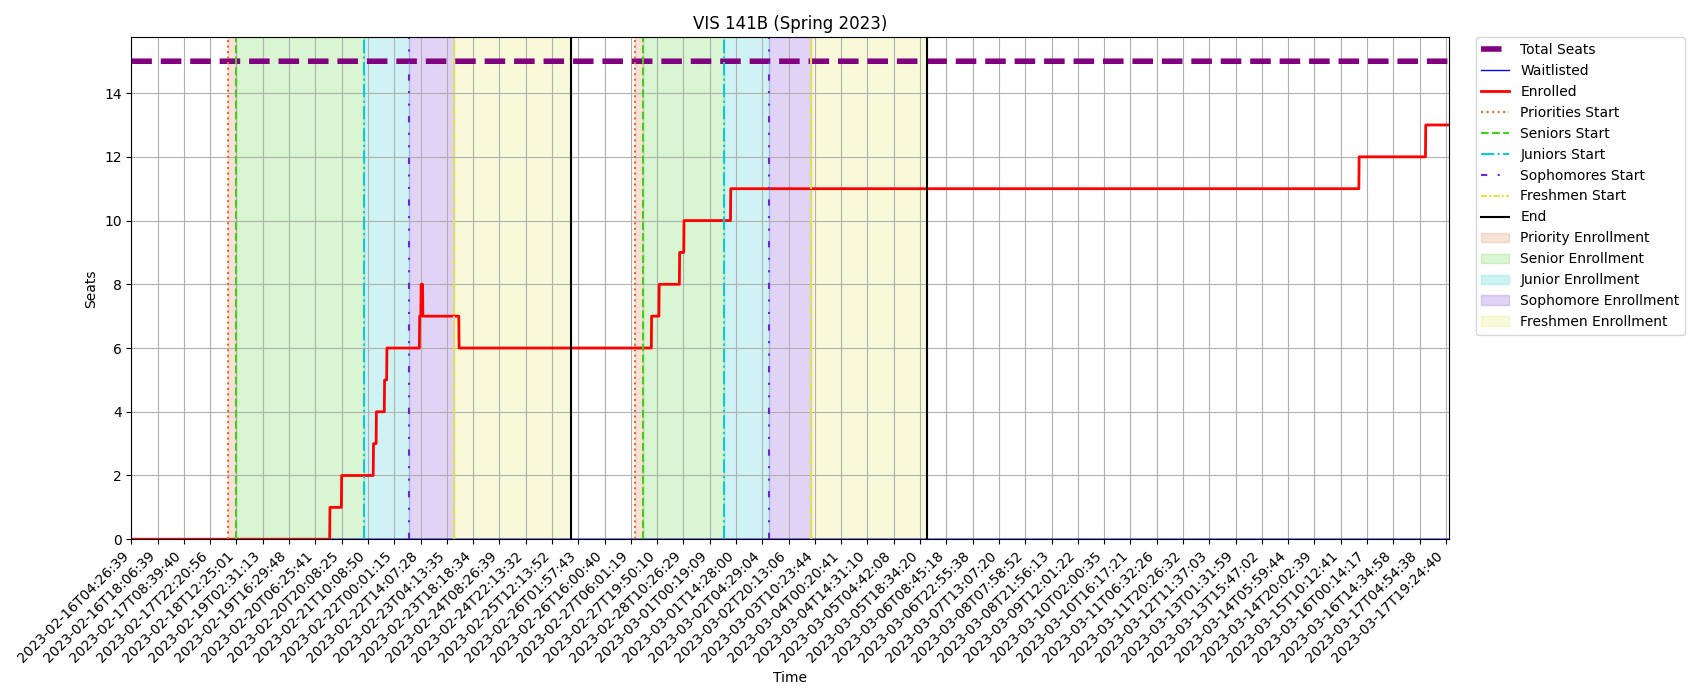 VIS 141B (Spring 2023)
14
12
10
8
6
4
2
0
Seats
2023-02-16T04:26:39
2023-02-16T18:06:39
2023-02-17T08:39:40
2023-02-17T22:20:56
2023-02-18T12:25:01
2023-02-19T02:31:13
2023-02-19T16:29:48
2023-02-20T06:25:41
2023-02-20T20:08:25
2023-02-21T10:08:50
2023-02-22T00:01:15
2023-02-22T14:07:28
2023-02-23T04:13:35
2023-02-23T18:18:34
2023-02-24T08:26:39
2023-02-24T22:13:32
2023-02-25T12:13:52
2023-02-26T01:57:43
2023-02-26T16:00:40
2023-02-27T06:01:19
2023-02-27T19:50:10
2023-02-28T10:26:29
2023-03-01T00:19:09
2023-03-01T14:28:00
2023-03-02T04:29:04
2023-03-02T20:13:06
2023-03-03T10:23:44
2023-03-04T00:20:41
2023-03-04T14:31:10
2023-03-05T04:42:08
2023-03-05T18:34:20
2023-03-06T08:45:18
2023-03-06T22:55:38
2023-03-07T13:07:20
2023-03-08T07:58:52
2023-03-08T21:56:13
2023-03-09T12:01:22
2023-03-10T02:00:35
2023-03-10T16:17:21
2023-03-11T06:32:26
2023-03-11T20:26:32
2023-03-12T11:37:03
2023-03-13T01:31:59
2023-03-13T15:47:02
2023-03-14T05:59:44
2023-03-14T20:02:39
2023-03-15T10:12:41
2023-03-16T00:14:17
2023-03-16T14:34:58
2023-03-17T04:54:38
2023-03-17T19:24:40
Time
Total Seats
Waitlisted
Enrolled
Priorities Start
Seniors Start
Juniors Start
Sophomores Start
Freshmen Start
End
Priority Enrollment
Senior Enrollment
Junior Enrollment
Sophomore Enrollment
Freshmen Enrollment